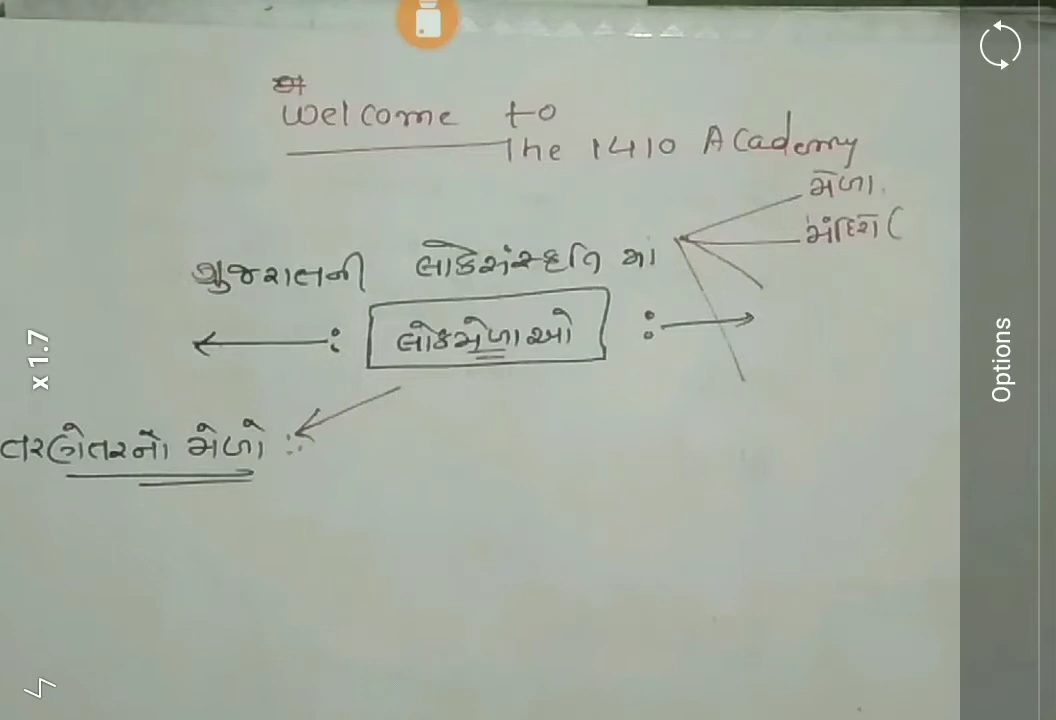 Welcome to
The 1410 Academy
મેળા.
મંદિરો (
ગુજરાતની લોકસંસ્કૃતિ માં
: લોકમેળાઓ :
તરણેતરનો મેળો :
x 1.7
Options